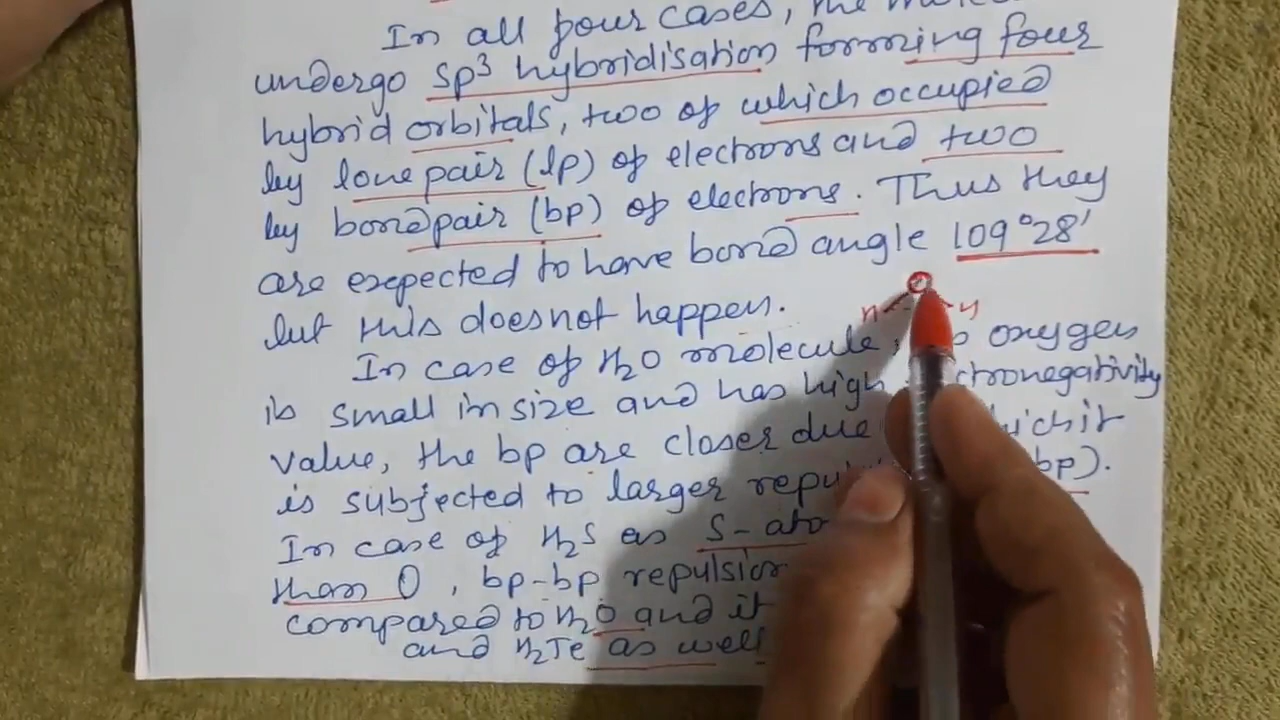 In all four cases, the
undergo sp³ hybridisation forming four
hybrid orbitals, two of which occupied
by lone pair (lp) of electrons and two
by bond pair (bp) of electrons. Thus they
are expected to have bond angle 109°28'
but this does not happen.
In case of H₂O molecule, oxygen
is small in size and has high electronegativity
value, the bp are closer due which it
is subjected to larger bp).
In case of H₂S as S-
than O, bp-bp repulsion
compared to H₂O and it
and H₂Te as well